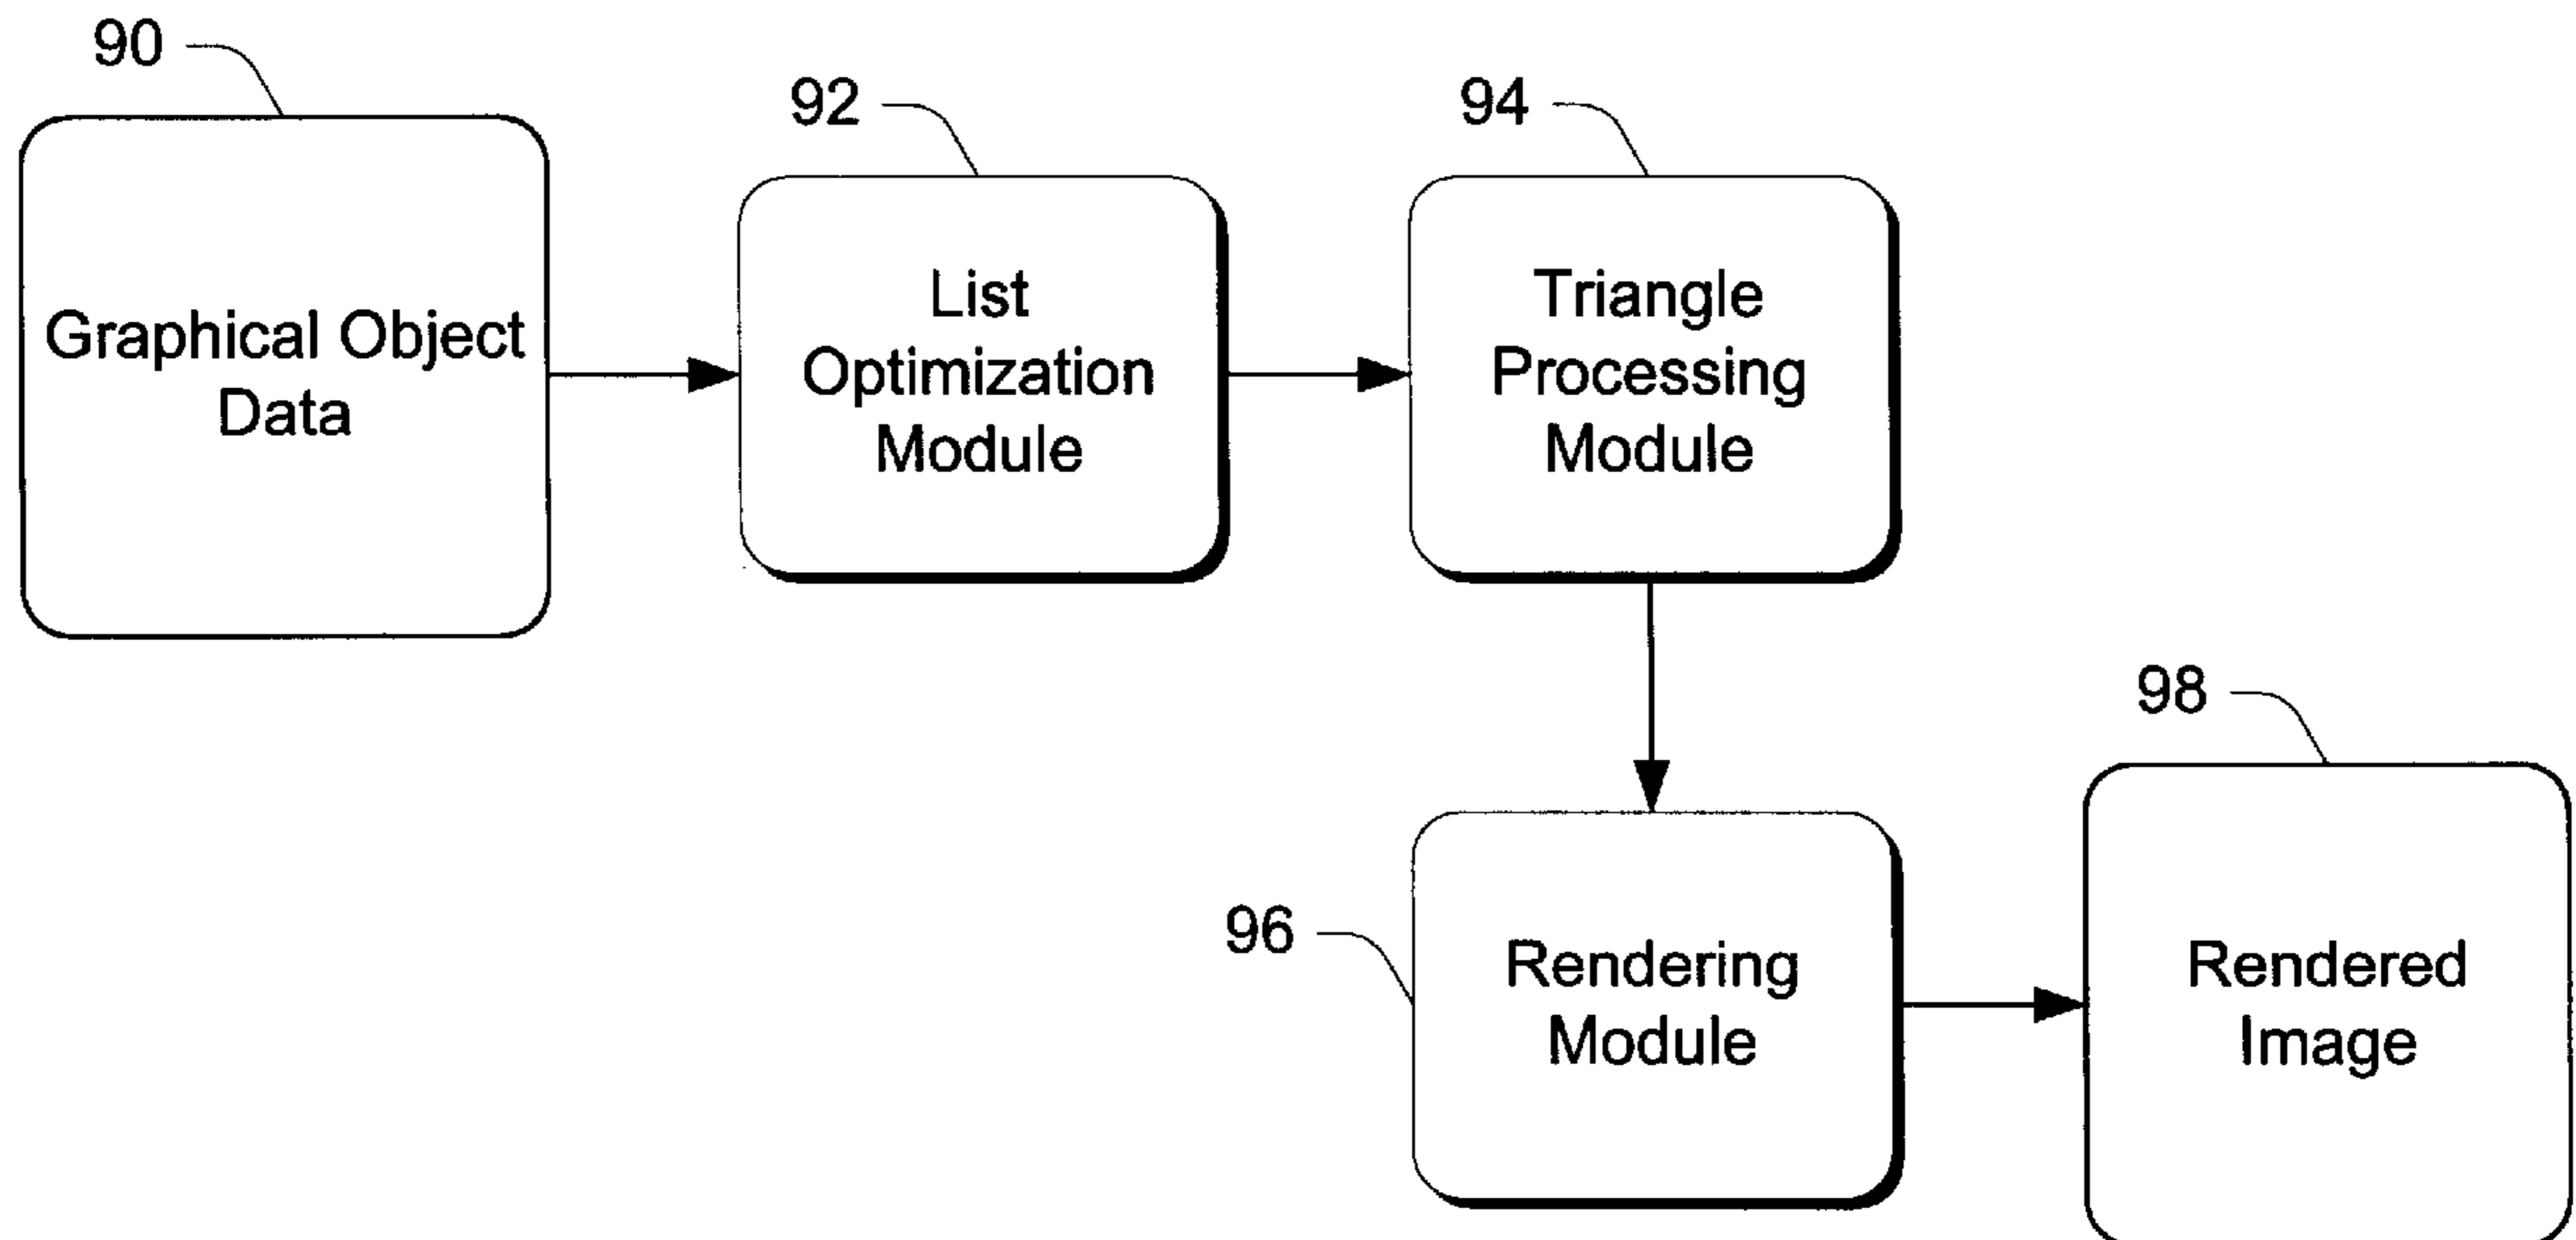 90
Graphical Object
Data
92
List
Optimization
Module
94
Triangle
Processing
Module
96
Rendering
Module
98
Rendered
Image